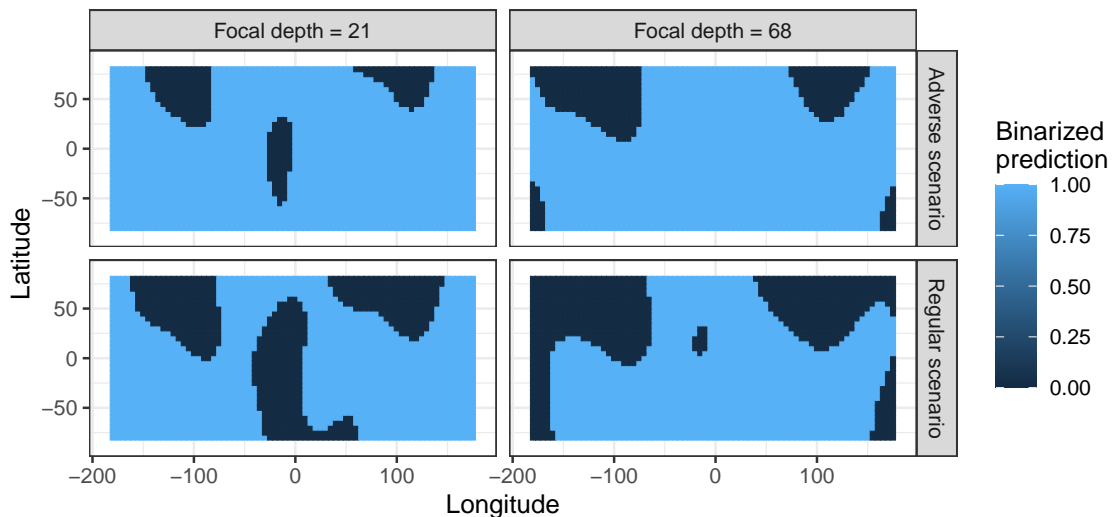 Focal depth = 21
Focal depth = 68
50
0
−50
Adverse scenario
50
0
−50
Regular scenario
Latitude
−200
−100
0
100
−200
−100
0
100
Longitude
Binarized
prediction
1.00
0.75
0.50
0.25
0.00